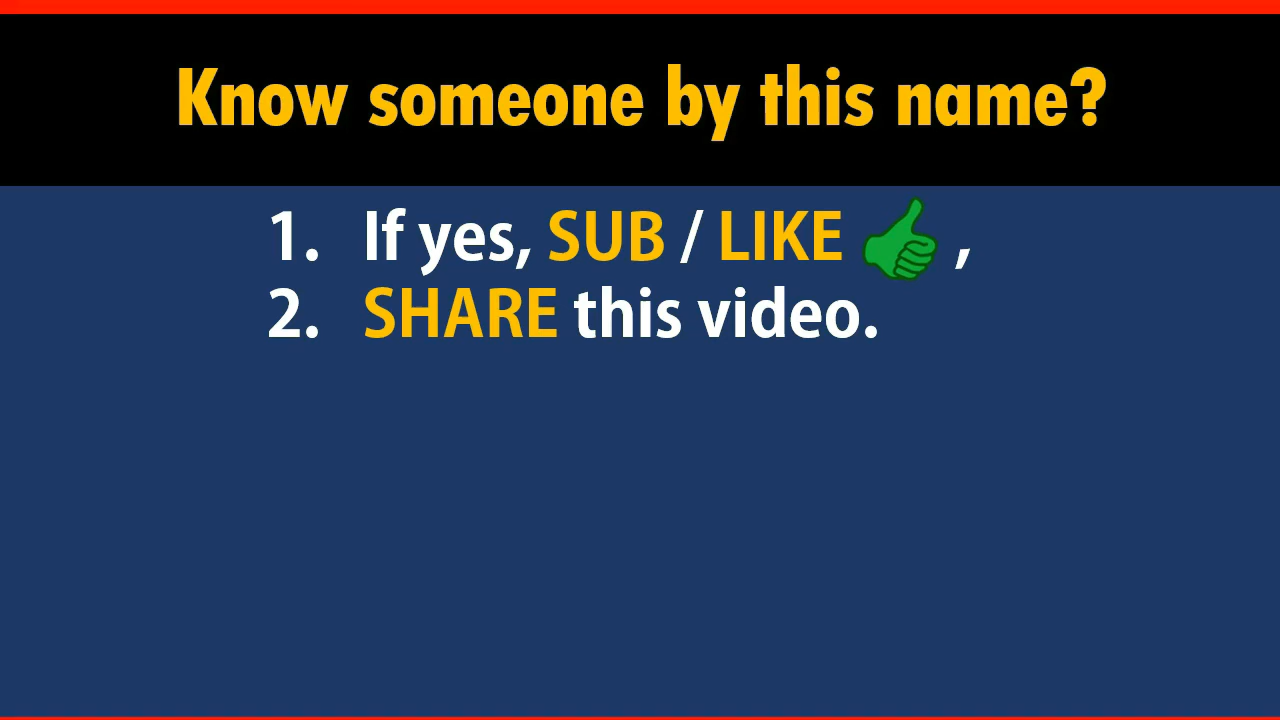 Know someone by this name?
1. If yes, SUB / LIKE ,
2. SHARE this video.